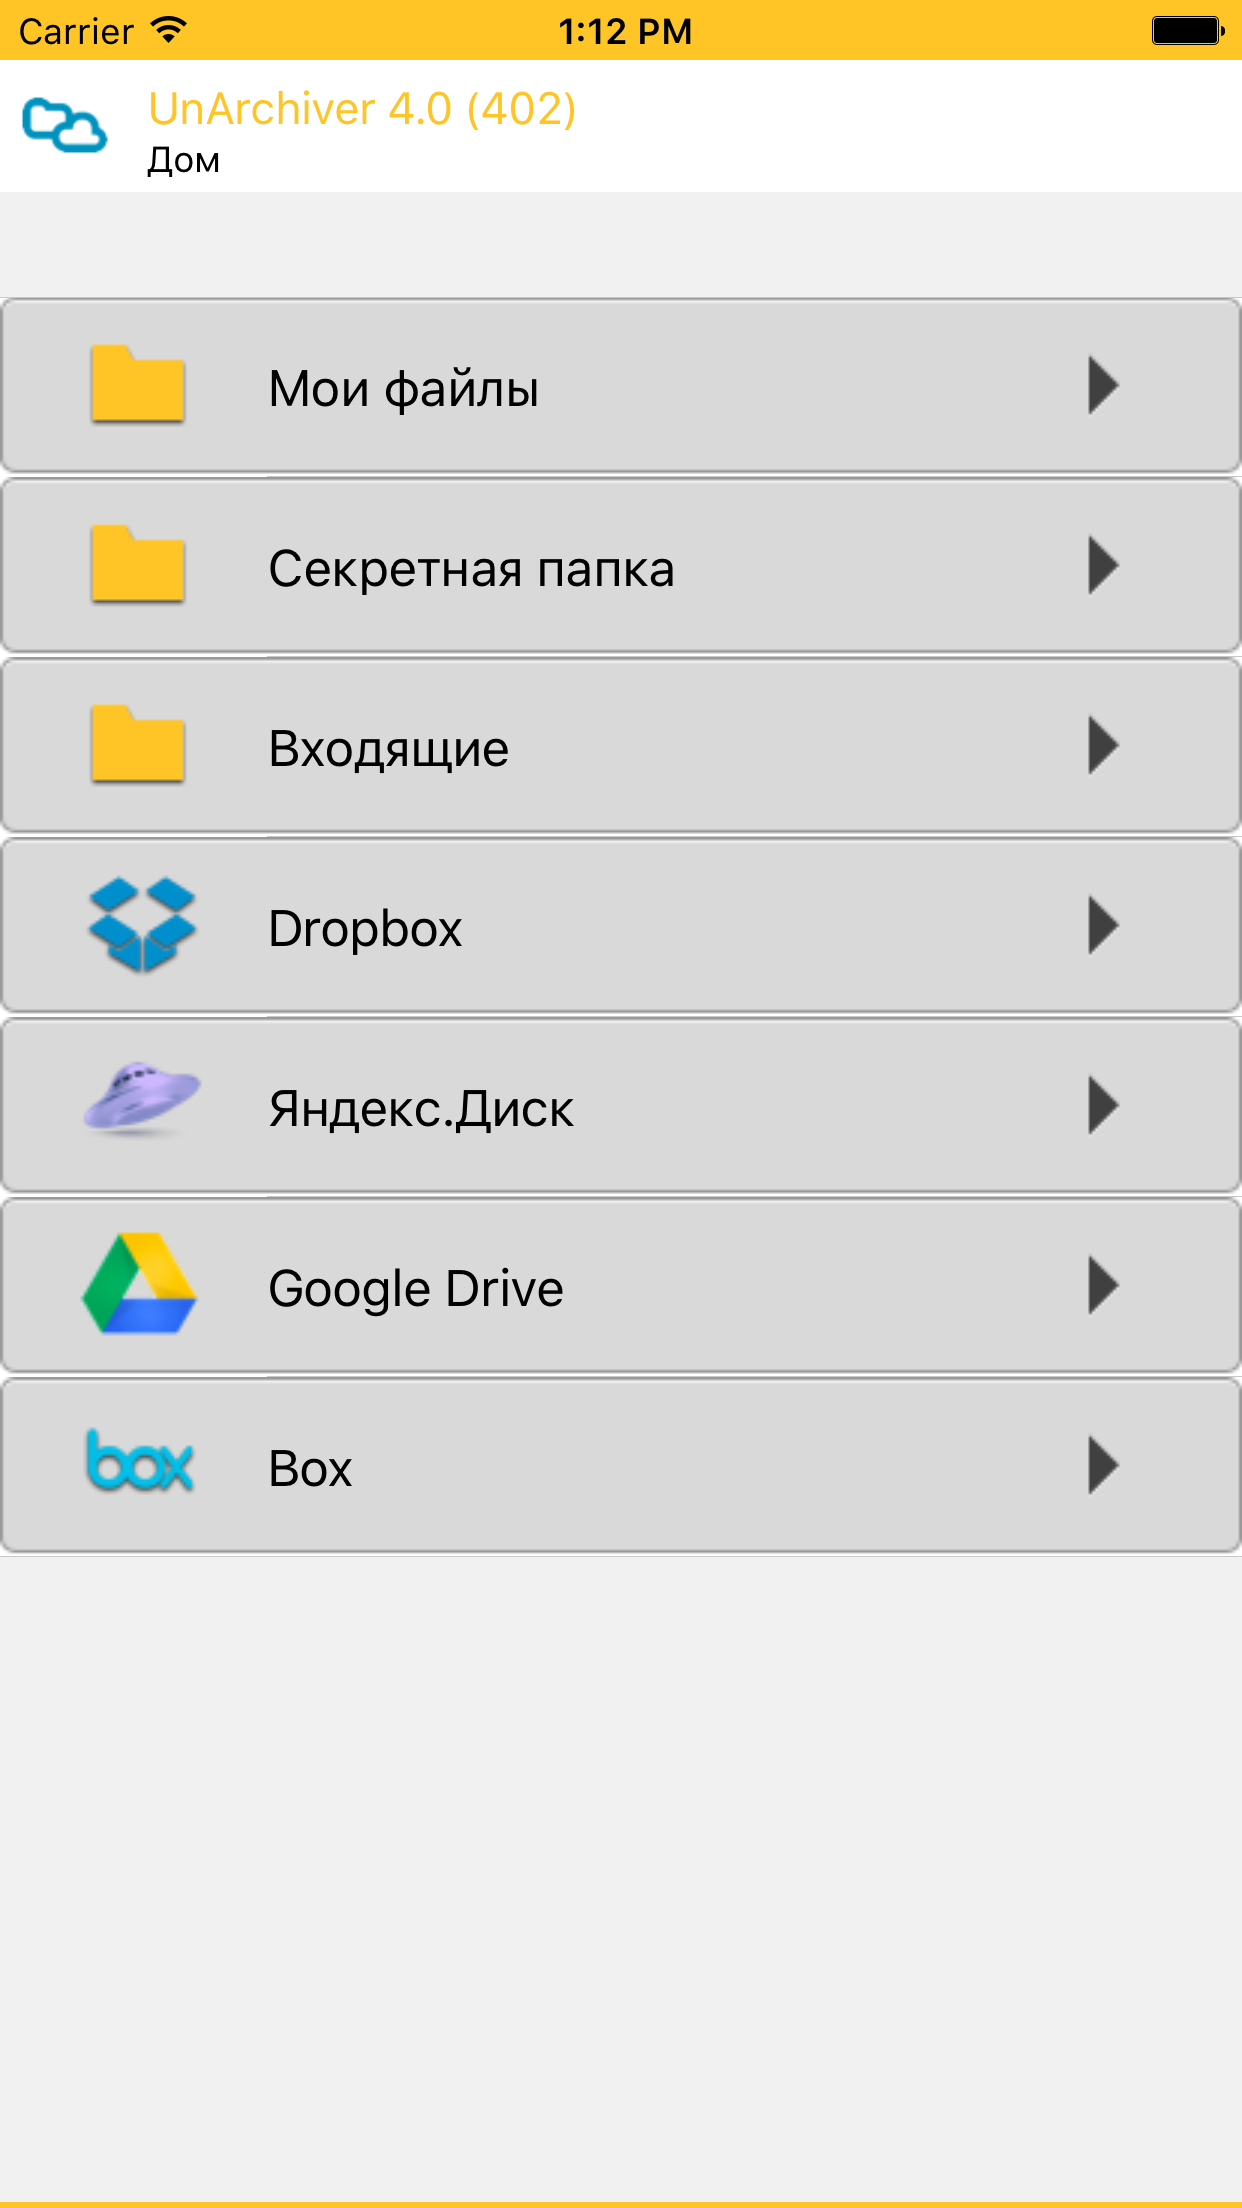 Carrier 1:12 PM
UnArchiver 4.0 (402)
Дом
Мои файлы
Секретная папка
Входящие
Dropbox
Яндекс.Диск
Google Drive
box Box